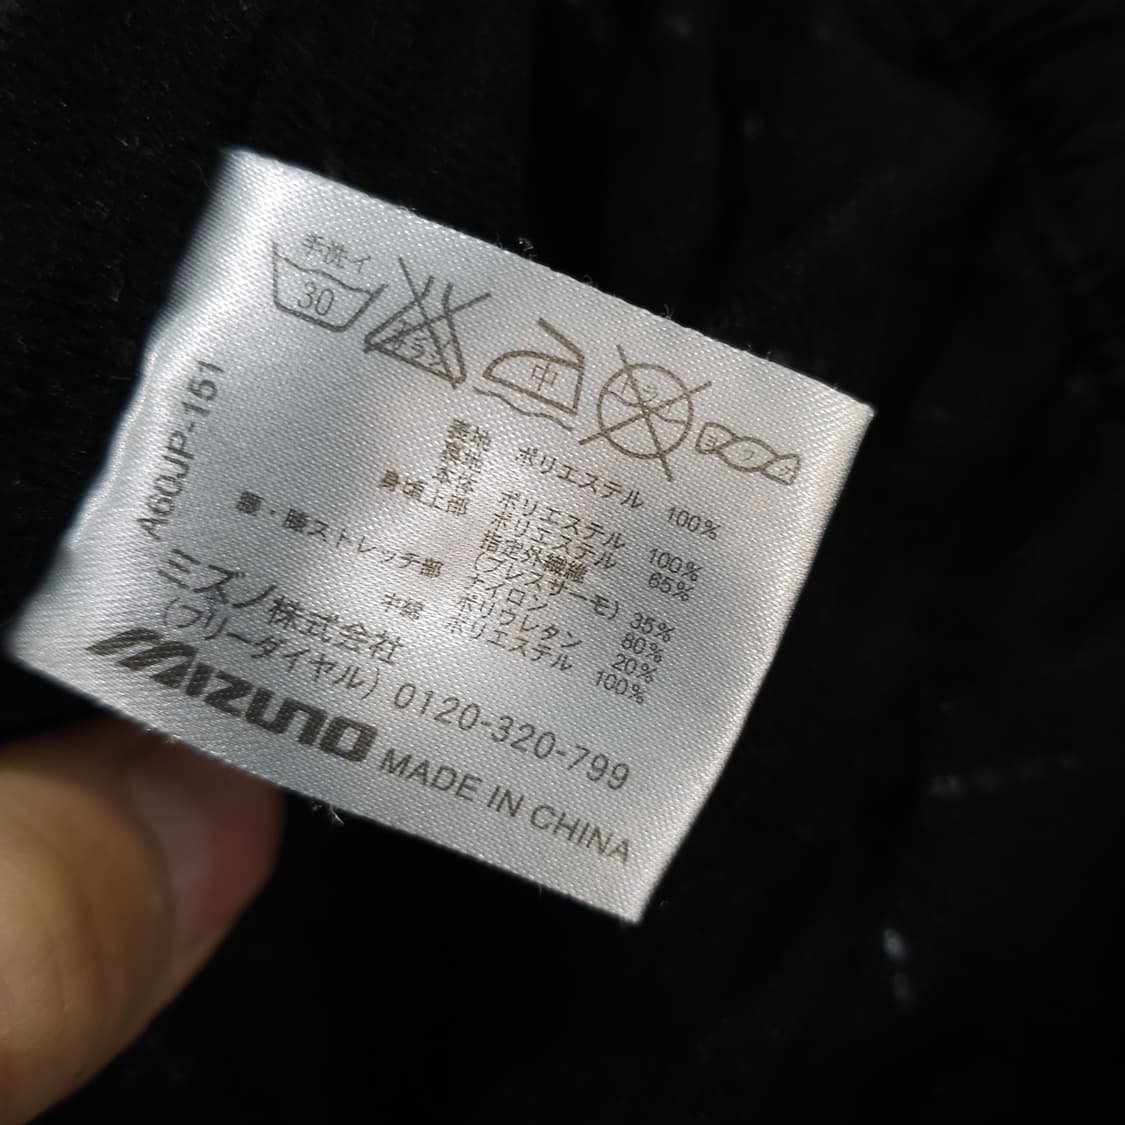 手洗イ
30
中
A60JP-151
表地 ポリエステル 100%
裏地
本体 ポリエステル 100%
身頃上部 ポリエステル 65%
指定外繊維
(ブレスサーモ) 35%
ストレッチ部 ナイロン 80%
ポリウレタン 20%
中綿 ポリエステル 100%
ミズノ株式会社
(フリーダイヤル) 0120-320-799
MIZUNO MADE IN CHINA